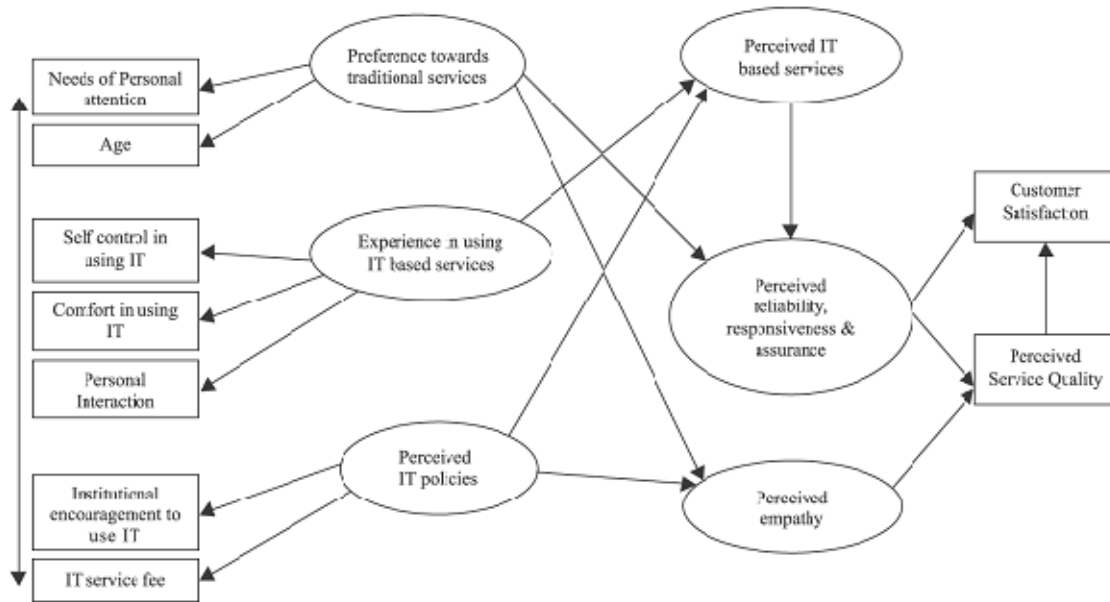 Preference towards
traditional services
Perceived IT
based services
Needs of Personal
attention
Age
Customer
Satisfaction
Self control in
using IT
Experience in using
IT based services
Comfort in using
IT
Perceived
reliability,
responsiveness &
assurance
Personal
Interaction
Perceived
Service Quality
Perceived
IT policies
Institutional
encouragement to
use IT
Perceived
empathy
IT service fee